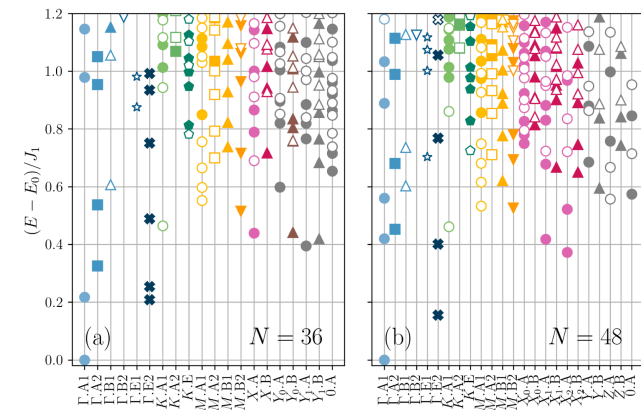 (E − E₀)/J₁
1.2
1.0
0.8
0.6
0.4
0.2
0.0
(a)
N = 36
(b)
N = 48
Γ.A1
Γ.A2
Γ.B1
Γ.B2
Γ.E1
Γ.E2
K.A1
K.A2
K.E
M.A1
M.A2
M.B1
M.B2
X.A
X.B
Y₀.A
Y₀.B
Y₁.A
Y₁.B
0.A
Γ.A1
Γ.A2
Γ.B1
Γ.B2
Γ.E1
Γ.E2
K.A1
K.A2
K.E
M.A1
M.A2
M.B1
M.B2
X₀.A
X₀.B
X₁.A
X₁.B
X₂.A
X₂.B
0.A